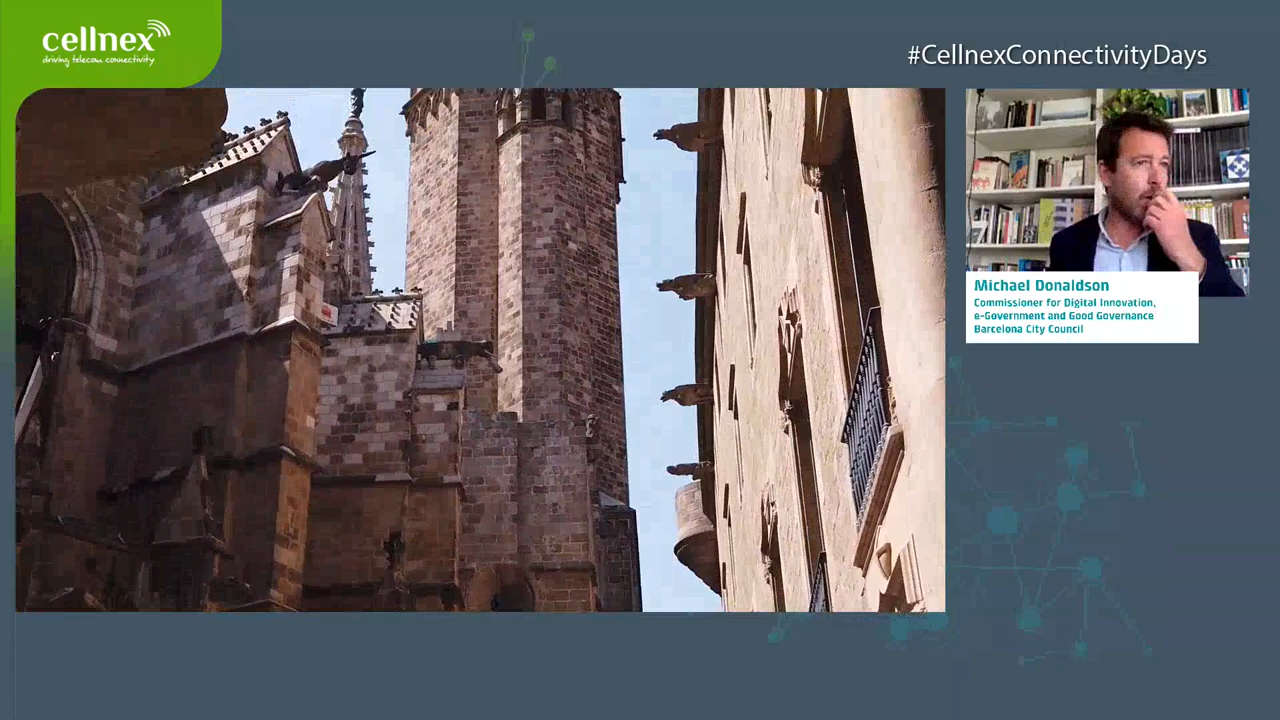 cellnex
driving telecom connectivity
#CellnexConnectivityDays
Michael Donaldson
Commissioner for Digital Innovation,
e-Government and Good Governance
Barcelona City Council